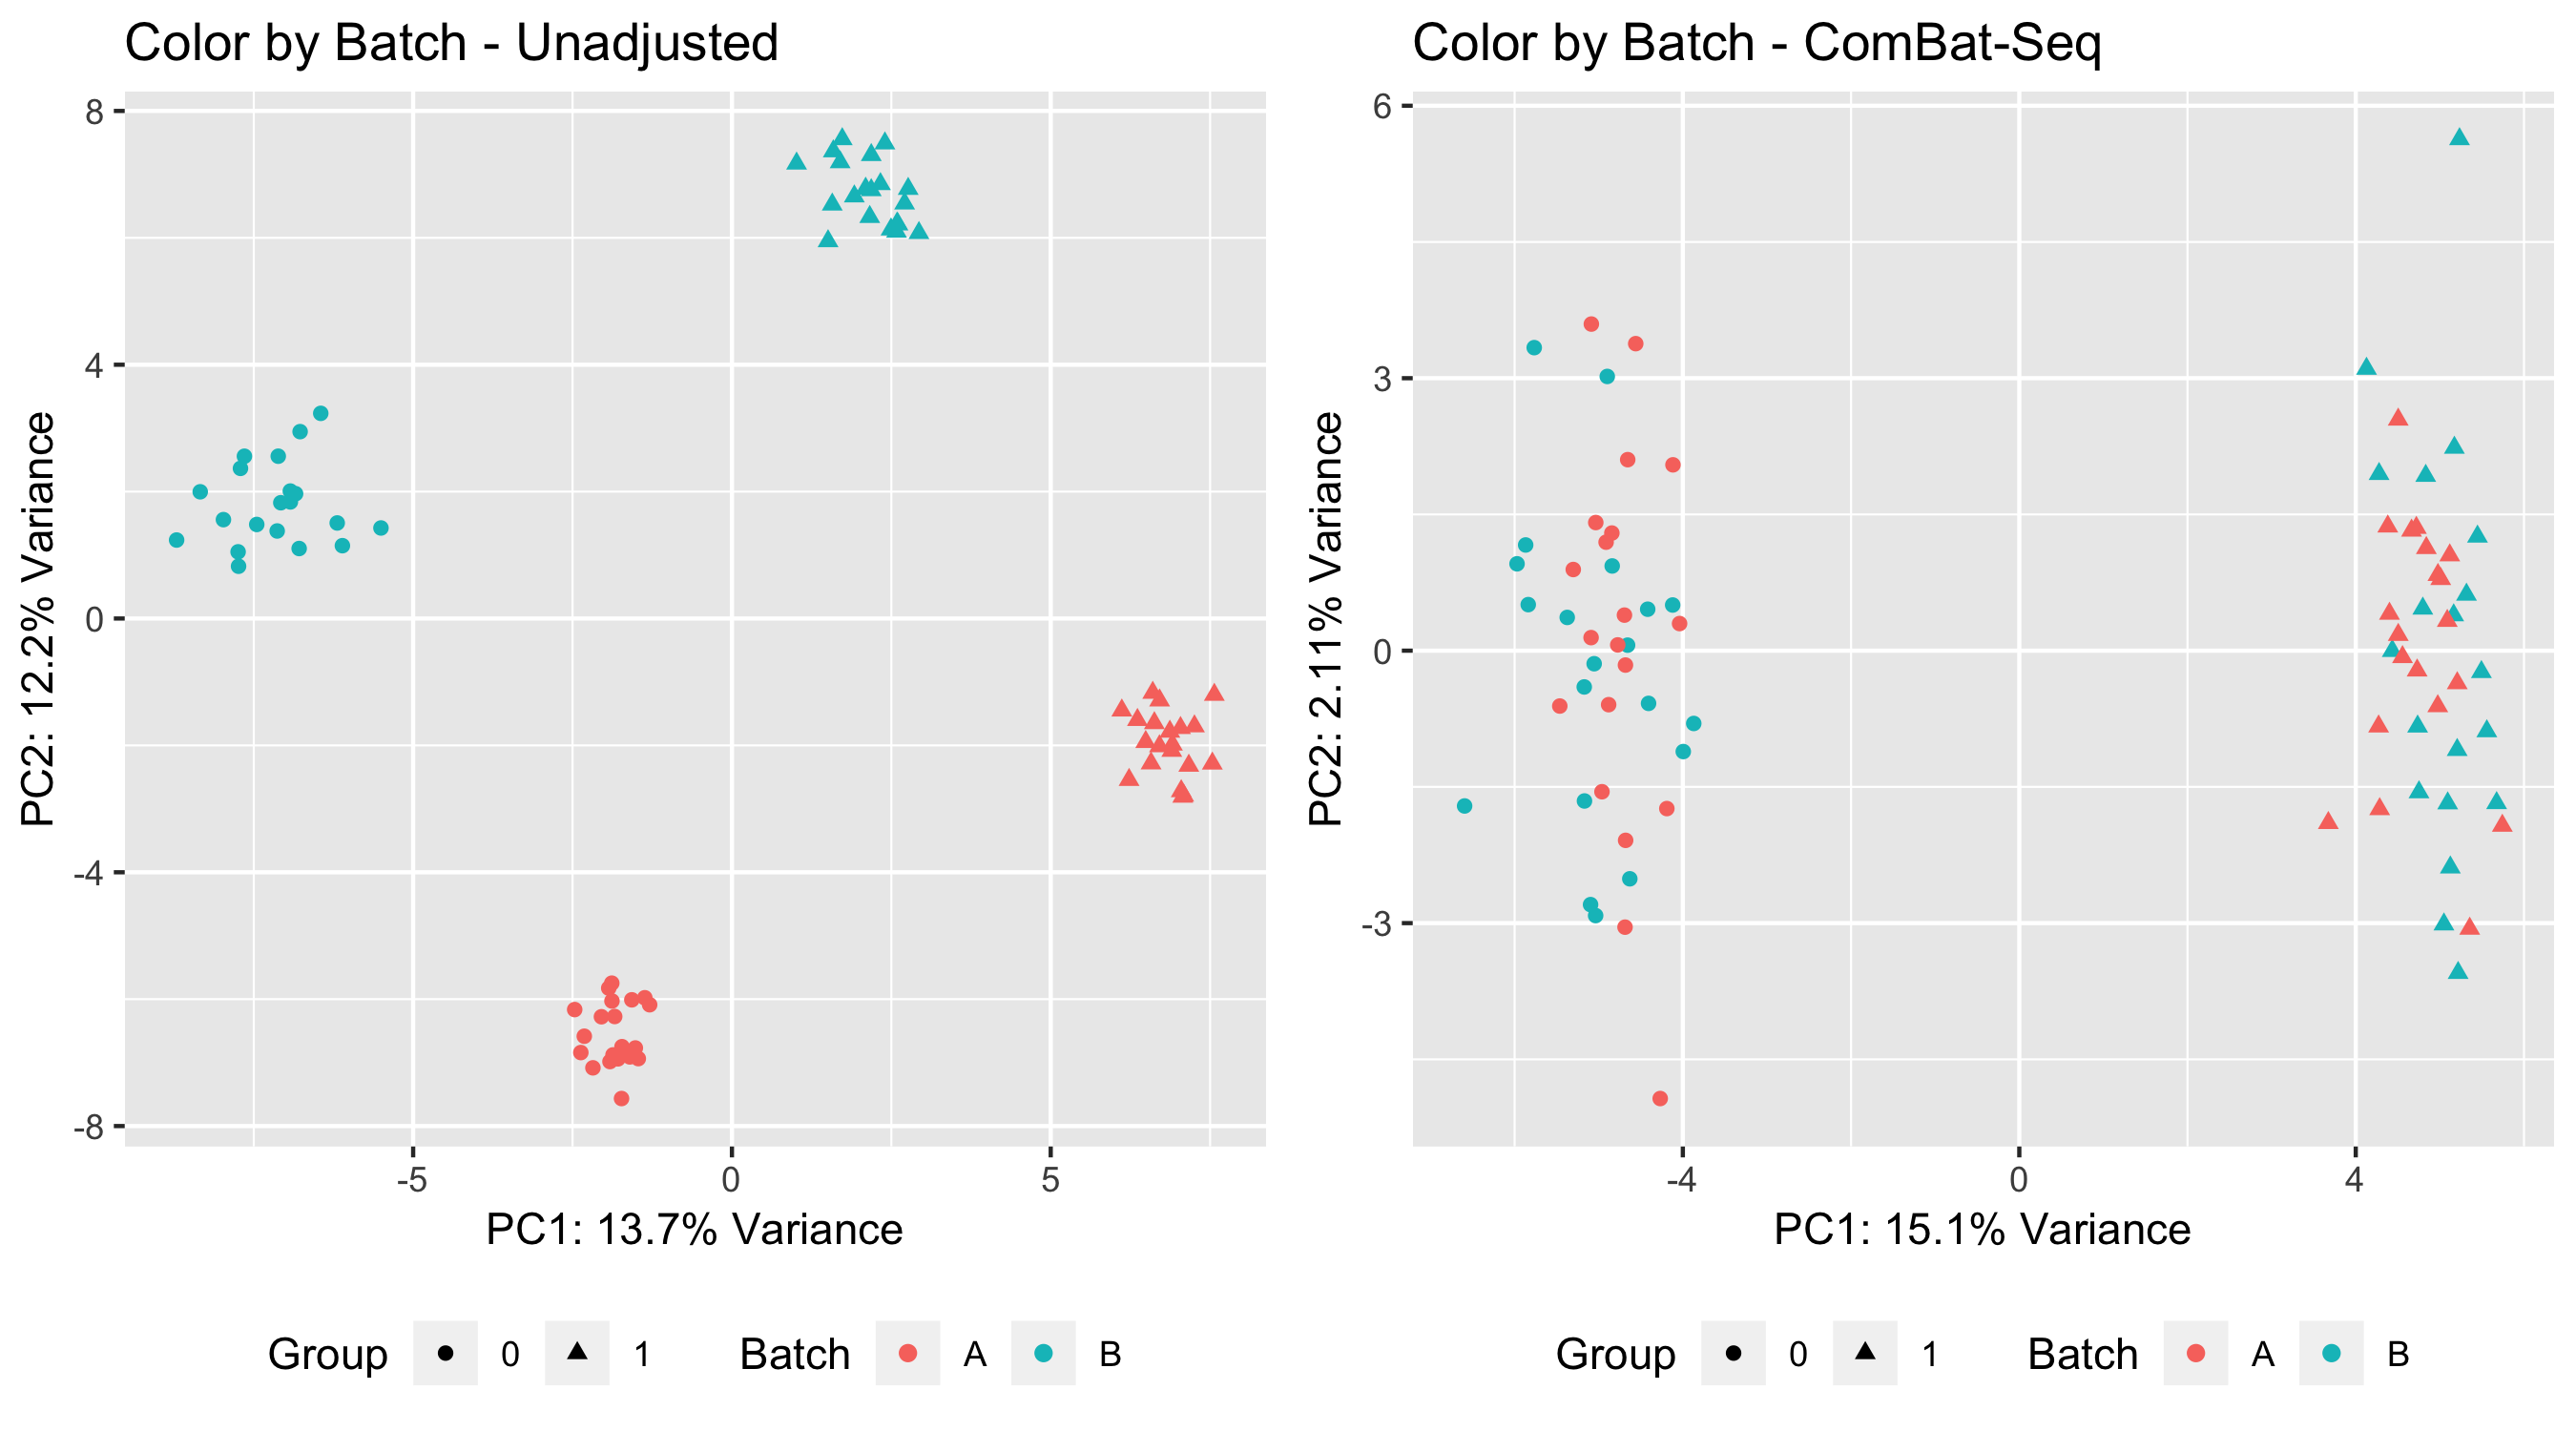 Color by Batch - Unadjusted
8
4
0
-4
-8
PC2: 12.2% Variance
-5 0 5
PC1: 13.7% Variance
Group 0 1 Batch A B
Color by Batch - ComBat-Seq
6
3
0
-3
PC2: 2.11% Variance
-4 0 4
PC1: 15.1% Variance
Group 0 1 Batch A B